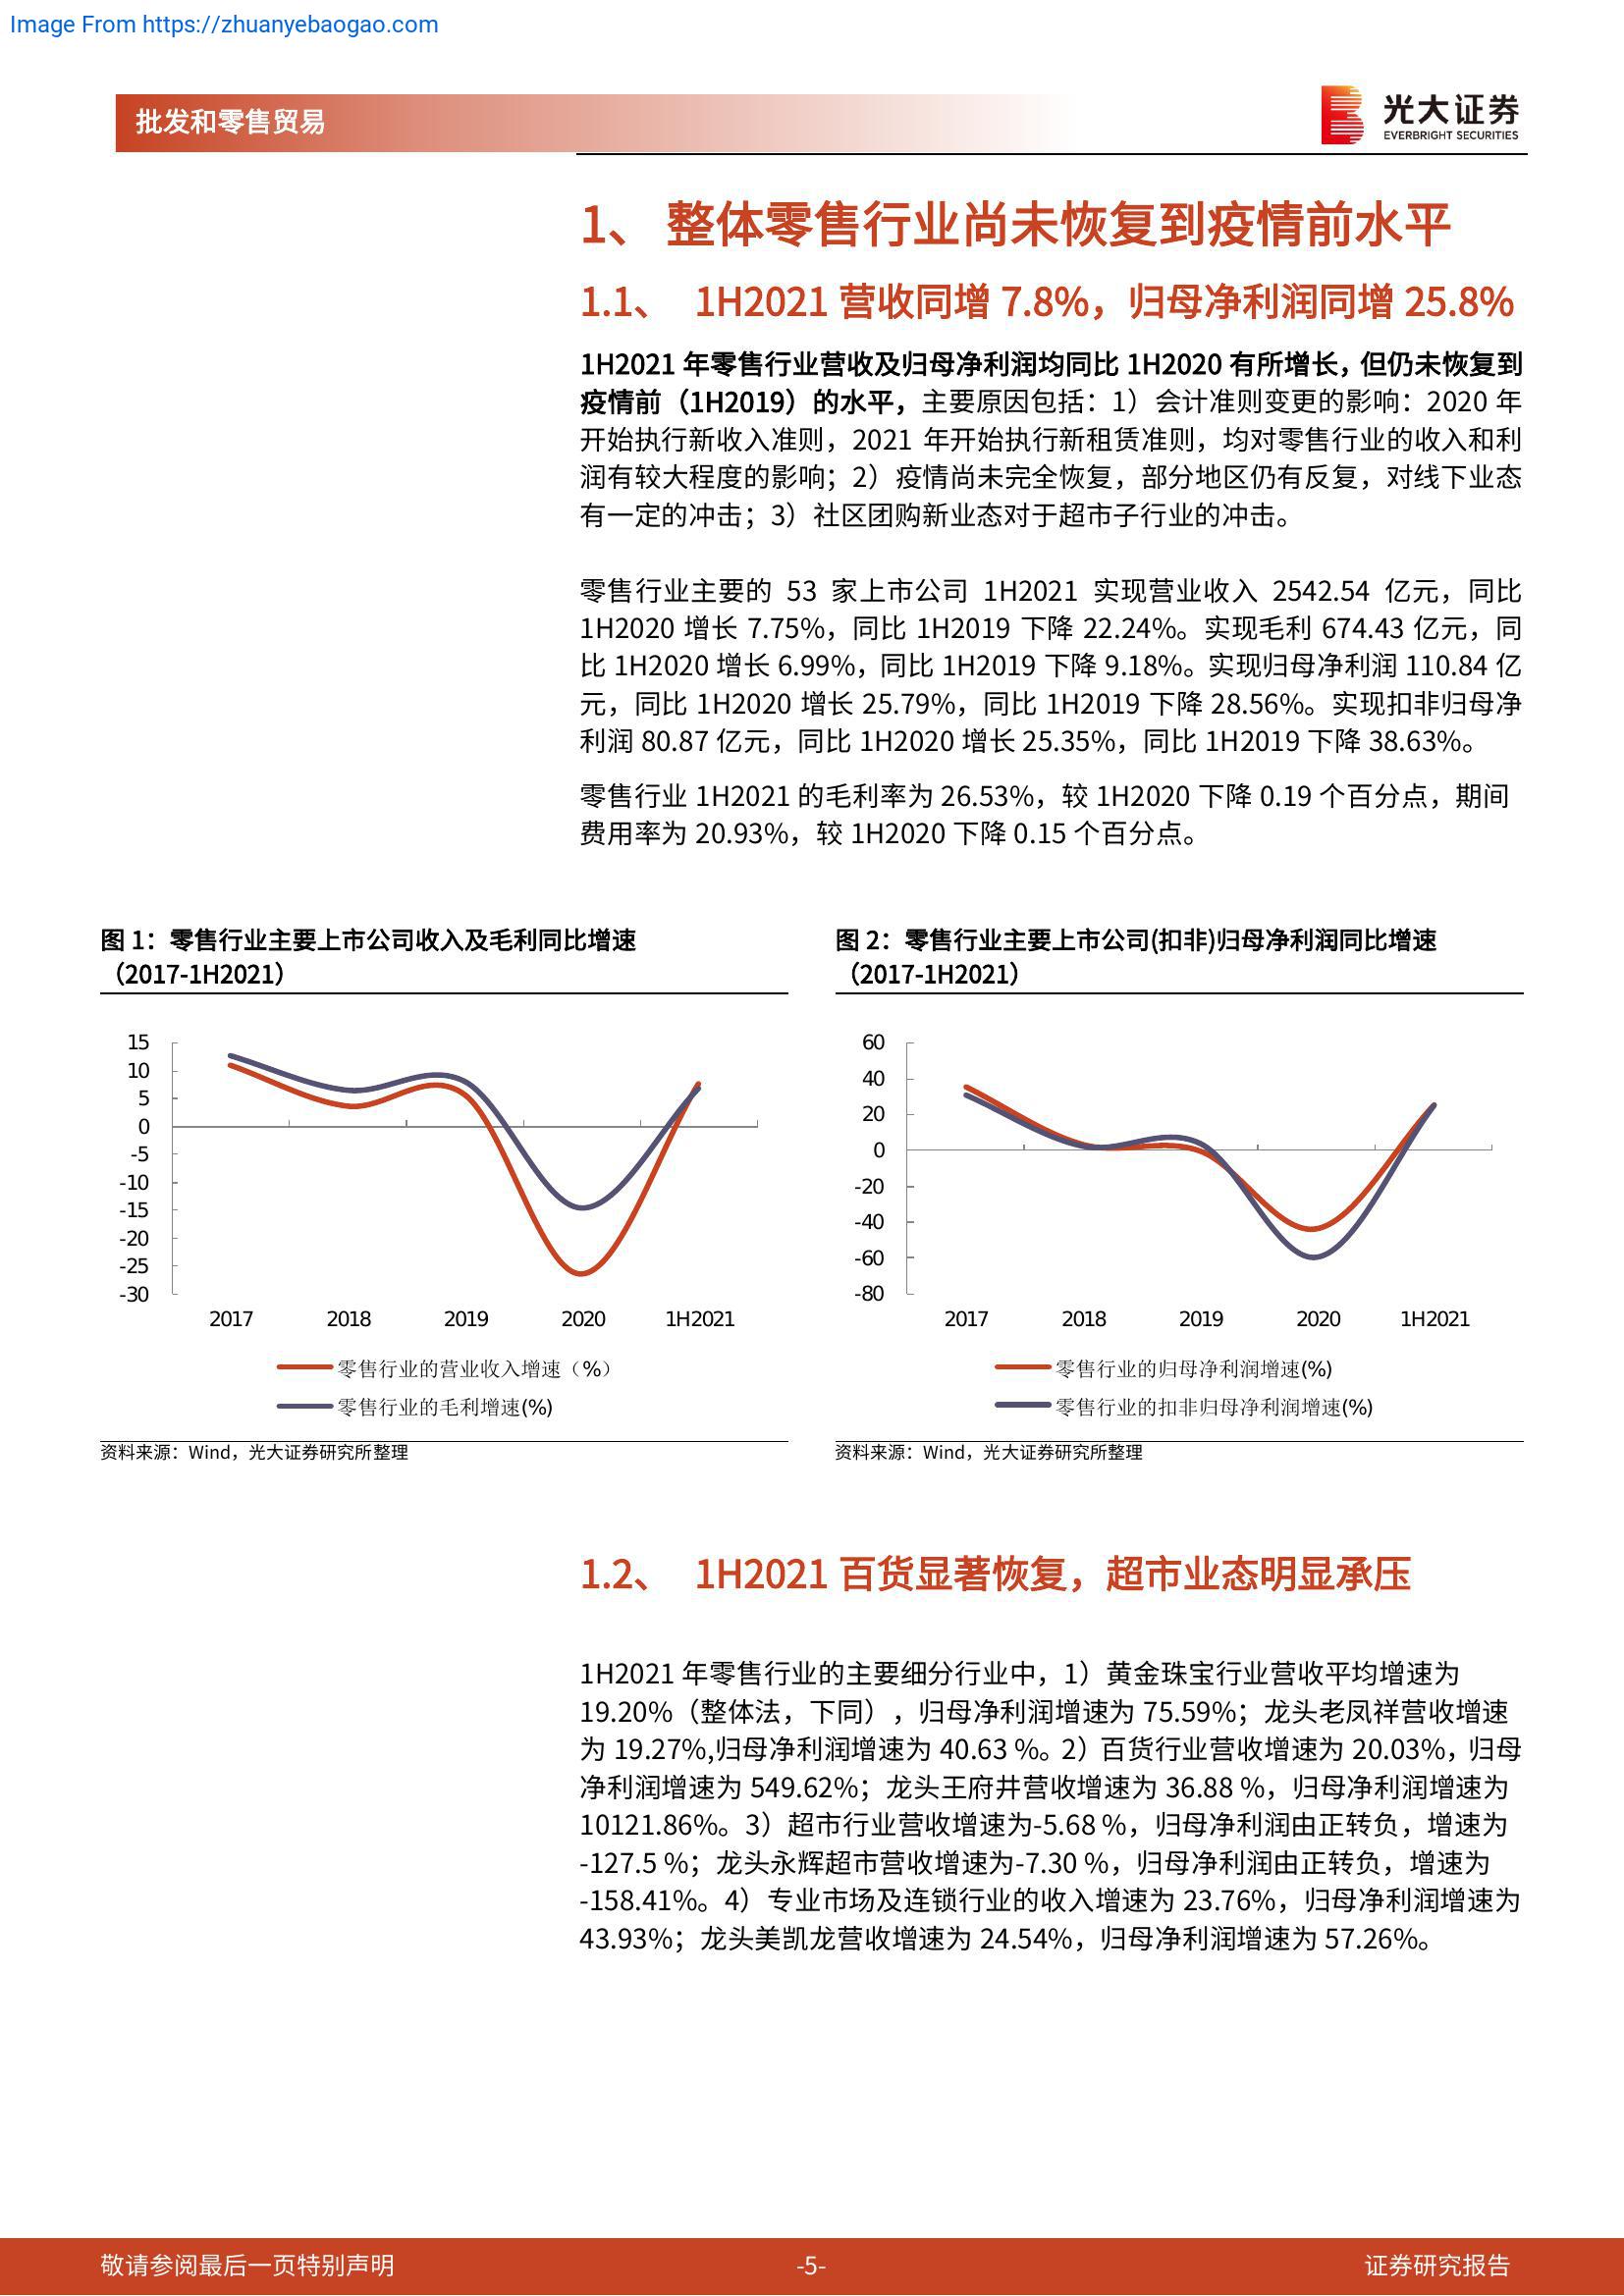 Image From https://zhuanyebaogao.com
批发和零售贸易
光大证券
EVERBRIGHT SECURITIES
1、 整体零售行业尚未恢复到疫情前水平
1.1、 1H2021 营收同增 7.8%，归母净利润同增 25.8%
1H2021 年零售行业营收及归母净利润均同比 1H2020 有所增长，但仍未恢复到
疫情前（1H2019）的水平，主要原因包括：1）会计准则变更的影响：2020 年
开始执行新收入准则，2021 年开始执行新租赁准则，均对零售行业的收入和利
润有较大程度的影响；2）疫情尚未完全恢复，部分地区仍有反复，对线下业态
有一定的冲击；3）社区团购新业态对于超市子行业的冲击。
零售行业主要的 53 家上市公司 1H2021 实现营业收入 2542.54 亿元，同比
1H2020 增长 7.75%，同比 1H2019 下降 22.24%。实现毛利 674.43 亿元，同
比 1H2020 增长 6.99%，同比 1H2019 下降 9.18%。实现归母净利润 110.84 亿
元，同比 1H2020 增长 25.79%，同比 1H2019 下降 28.56%。实现扣非归母净
利润 80.87 亿元，同比 1H2020 增长 25.35%，同比 1H2019 下降 38.63%。
零售行业 1H2021 的毛利率为 26.53%，较 1H2020 下降 0.19 个百分点，期间
费用率为 20.93%，较 1H2020 下降 0.15 个百分点。
图 1：零售行业主要上市公司收入及毛利同比增速
（2017-1H2021）
15
10
5
0
-5
-10
-15
-20
-25
-30
2017 2018 2019 2020 1H2021
零售行业的营业收入增速（%）
零售行业的毛利增速(%)
资料来源：Wind，光大证券研究所整理
图 2：零售行业主要上市公司(扣非)归母净利润同比增速
（2017-1H2021）
60
40
20
0
-20
-40
-60
-80
2017 2018 2019 2020 1H2021
零售行业的归母净利润增速(%)
零售行业的扣非归母净利润增速(%)
资料来源：Wind，光大证券研究所整理
1.2、 1H2021 百货显著恢复，超市业态明显承压
1H2021 年零售行业的主要细分行业中，1）黄金珠宝行业营收平均增速为
19.20%（整体法，下同），归母净利润增速为 75.59%；龙头老凤祥营收增速
为 19.27%,归母净利润增速为 40.63 %。2）百货行业营收增速为 20.03%，归母
净利润增速为 549.62%；龙头王府井营收增速为 36.88 %，归母净利润增速为
10121.86%。3）超市行业营收增速为-5.68 %，归母净利润由正转负，增速为
-127.5 %；龙头永辉超市营收增速为-7.30 %，归母净利润由正转负，增速为
-158.41%。4）专业市场及连锁行业的收入增速为 23.76%，归母净利润增速为
43.93%；龙头美凯龙营收增速为 24.54%，归母净利润增速为 57.26%。
敬请参阅最后一页特别声明
-5-
证券研究报告